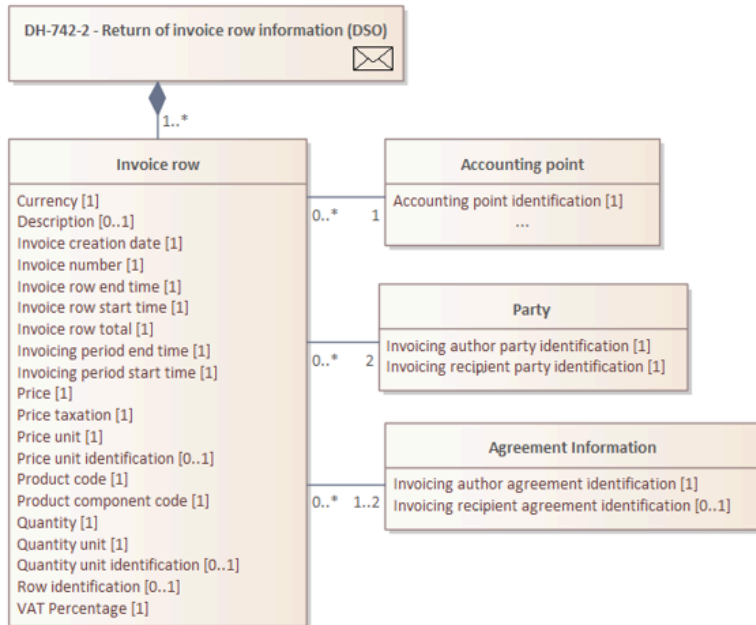 DH-742-2 - Return of invoice row information (DSO)
1..*
Invoice row
Currency [1]
Description [0..1]
Invoice creation date [1]
Invoice number [1]
Invoice row end time [1]
Invoice row start time [1]
Invoice row total [1]
Invoicing period end time [1]
Invoicing period start time [1]
Price [1]
Price taxation [1]
Price unit [1]
Price unit identification [0..1]
Product code [1]
Product component code [1]
Quantity [1]
Quantity unit [1]
Quantity unit identification [0..1]
Row identification [0..1]
VAT Percentage [1]
0..* 1
Accounting point
Accounting point identification [1]
...
0..* 2
Party
Invoicing author party identification [1]
Invoicing recipient party identification [1]
0..* 1..2
Agreement Information
Invoicing author agreement identification [1]
Invoicing recipient agreement identification [0..1]